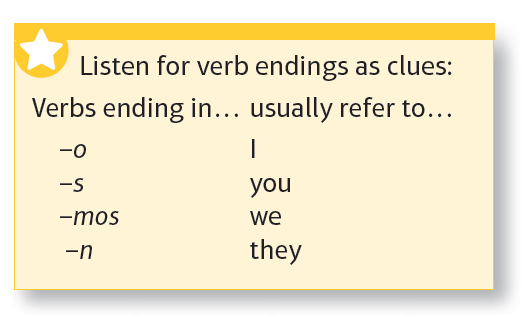 Listen for verb endings as clues:
Verbs ending in… usually refer to…
–o I
–s you
–mos we
–n they